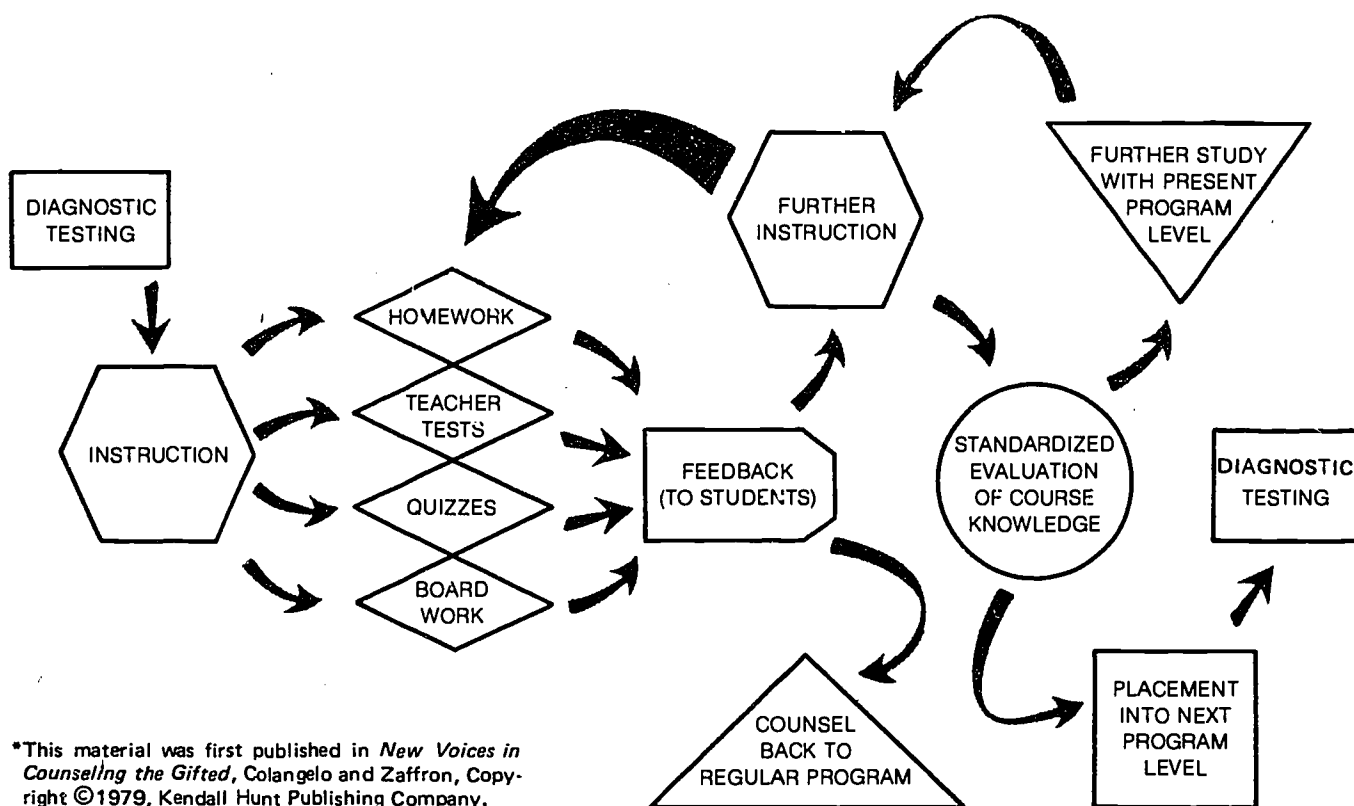 DIAGNOSTIC
TESTING
INSTRUCTION
HOMEWORK
TEACHER
TESTS
QUIZZES
BOARD
WORK
FEEDBACK
(TO STUDENTS)
FURTHER
INSTRUCTION
COUNSEL
BACK TO
REGULAR PROGRAM
STANDARDIZED
EVALUATION
OF COURSE
KNOWLEDGE
FURTHER STUDY
WITH PRESENT
PROGRAM
LEVEL
PLACEMENT
INTO NEXT
PROGRAM
LEVEL
DIAGNOSTIC
TESTING
*This material was first published in New Voices in
Counseling the Gifted, Colangelo and Zaffron, Copy-
right ©1979, Kendall Hunt Publishing Company.